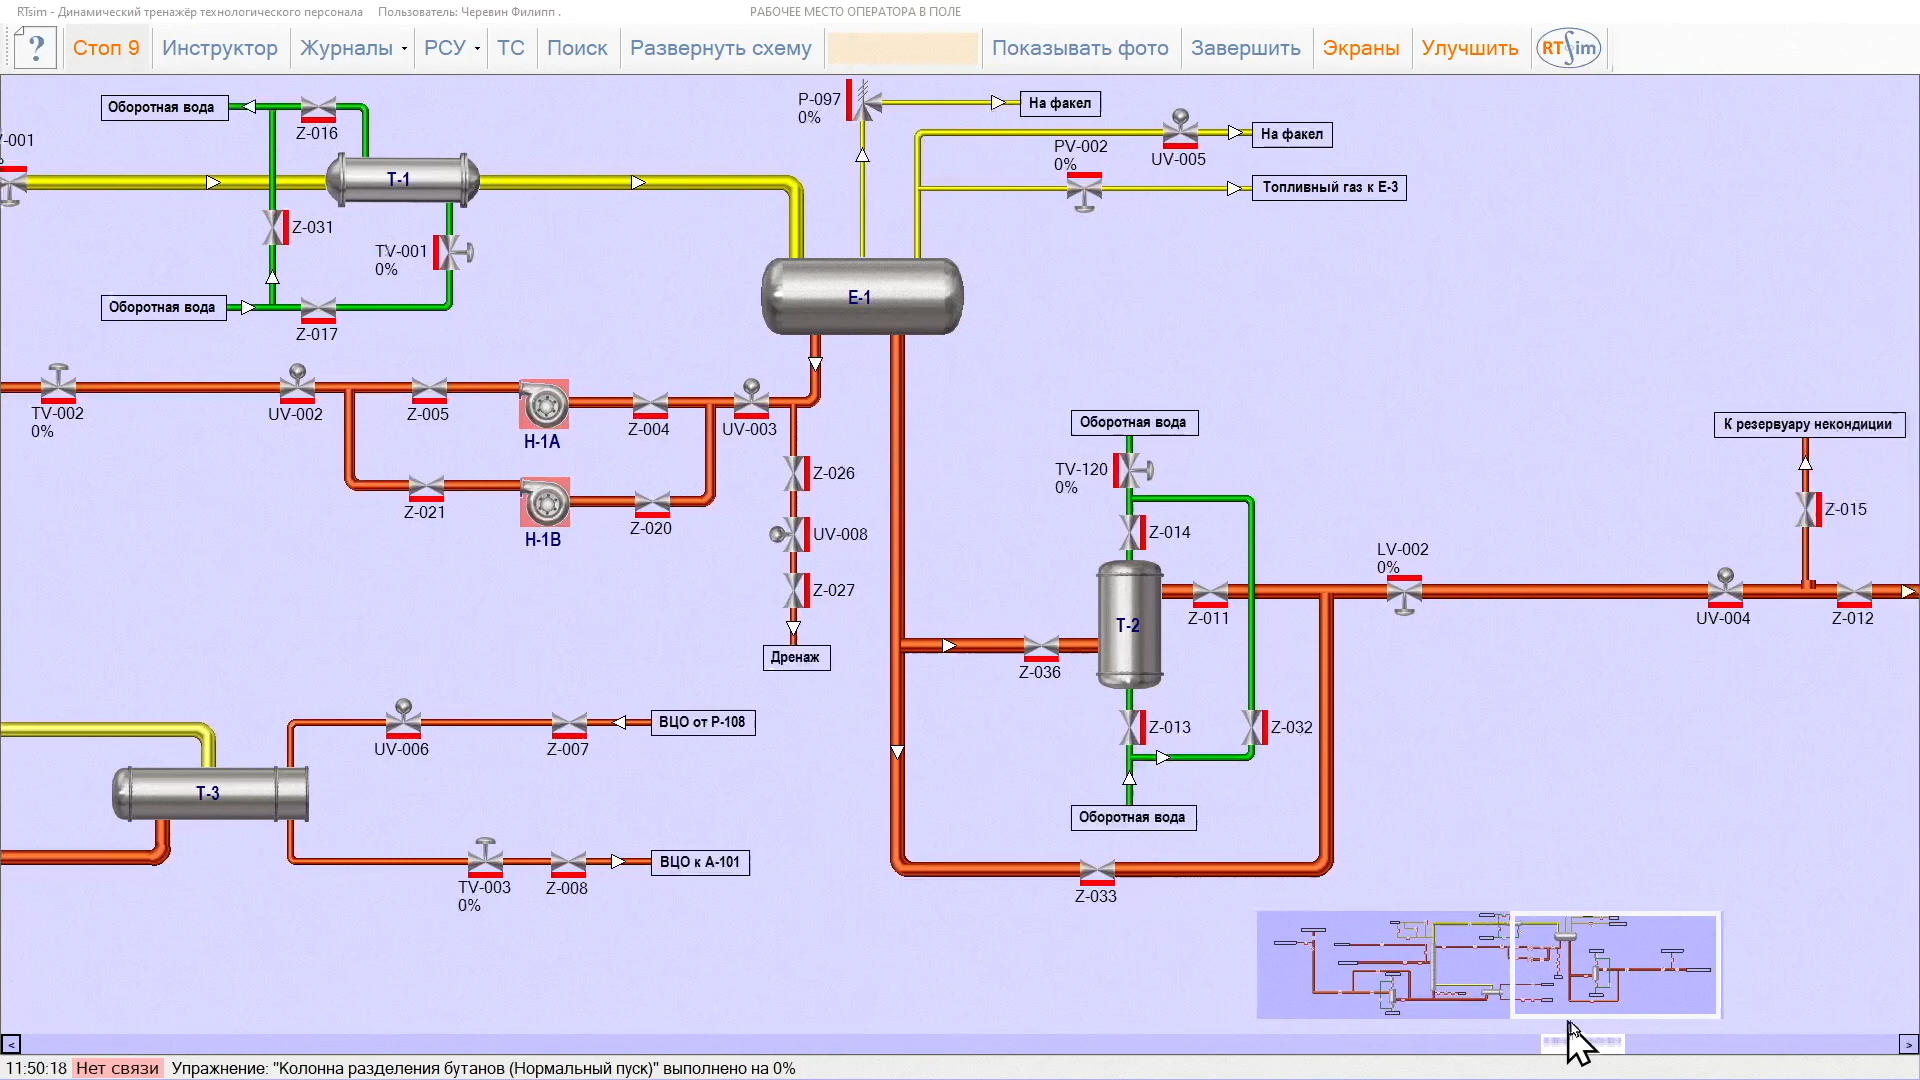 RTsim - Динамический тренажёр технологического персонала Пользователь: Черевин Филипп . РАБОЧЕЕ МЕСТО ОПЕРАТОРА В ПОЛЕ
? Стоп 9 Инструктор Журналы РСУ ТС Поиск Развернуть схему Показывать фото Завершить Экраны Улучшить RTSim
Оборотная вода
Z-016
P-097
0%
На факел
На факел
UV-005
PV-002
0%
Топливный газ к Е-3
-001
Т-1
Z-031
TV-001
0%
Оборотная вода
Z-017
Е-1
TV-002
0%
UV-002
Z-005
Н-1А
Z-004
UV-003
Z-021
Н-1В
Z-020
Z-026
UV-008
Z-027
Дренаж
Оборотная вода
TV-120
0%
Z-014
Т-2
Z-011
Z-036
Z-013
Z-032
Оборотная вода
Z-033
LV-002
0%
К резервуару некондиции
Z-015
UV-004
Z-012
Т-3
UV-006
Z-007
ВЦО от Р-108
TV-003
0%
Z-008
ВЦО к А-101
< >
11:50:18 Нет связи Упражнение: "Колонна разделения бутанов (Нормальный пуск)" выполнено на 0%